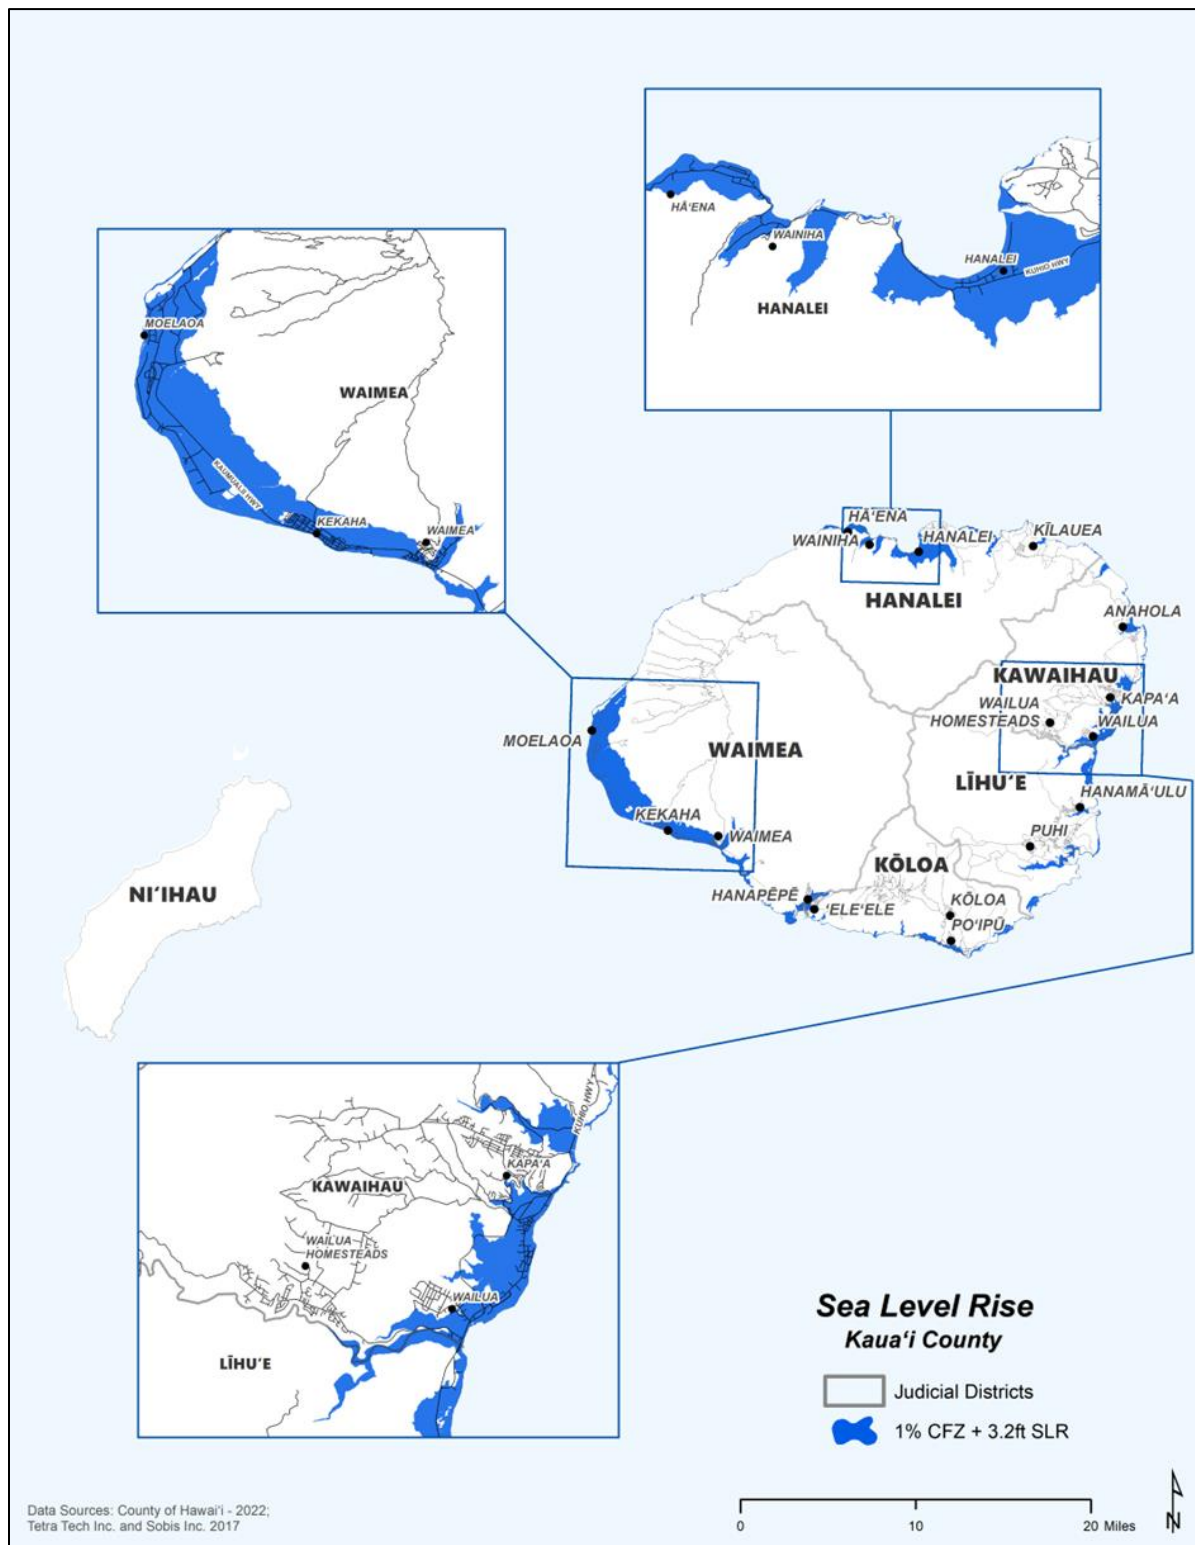 HĀ‘ENA
WAINIHA
HANALEI
KUHIO HWY
HANALEI
MOELAOA
WAIMEA
KAUMUALII HWY
KEKAHA
WAIMEA
HĀ‘ENA
WAINIHA
HANALEI
KĪLAUEA
HANALEI
ANAHOLA
KAWAIHAU
KAPA‘A
WAILUA
HOMESTEADS
WAILUA
MOELAOA
WAIMEA
LĪHU‘E
HANAMĀ‘ULU
KEKAHA
WAIMEA
PUHI
KŌLOA
NI‘IHAU
HANAPĒPĒ
‘ELE‘ELE
KŌLOA
PO‘IPŪ
KUHIO HWY
KAPA‘A
KAWAIHAU
WAILUA
HOMESTEADS
WAILUA
LĪHU‘E
Sea Level Rise
Kaua‘i County
Judicial Districts
1% CFZ + 3.2ft SLR
Data Sources: County of Hawai‘i - 2022;
Tetra Tech Inc. and Sobis Inc. 2017
0 10 20 Miles
N